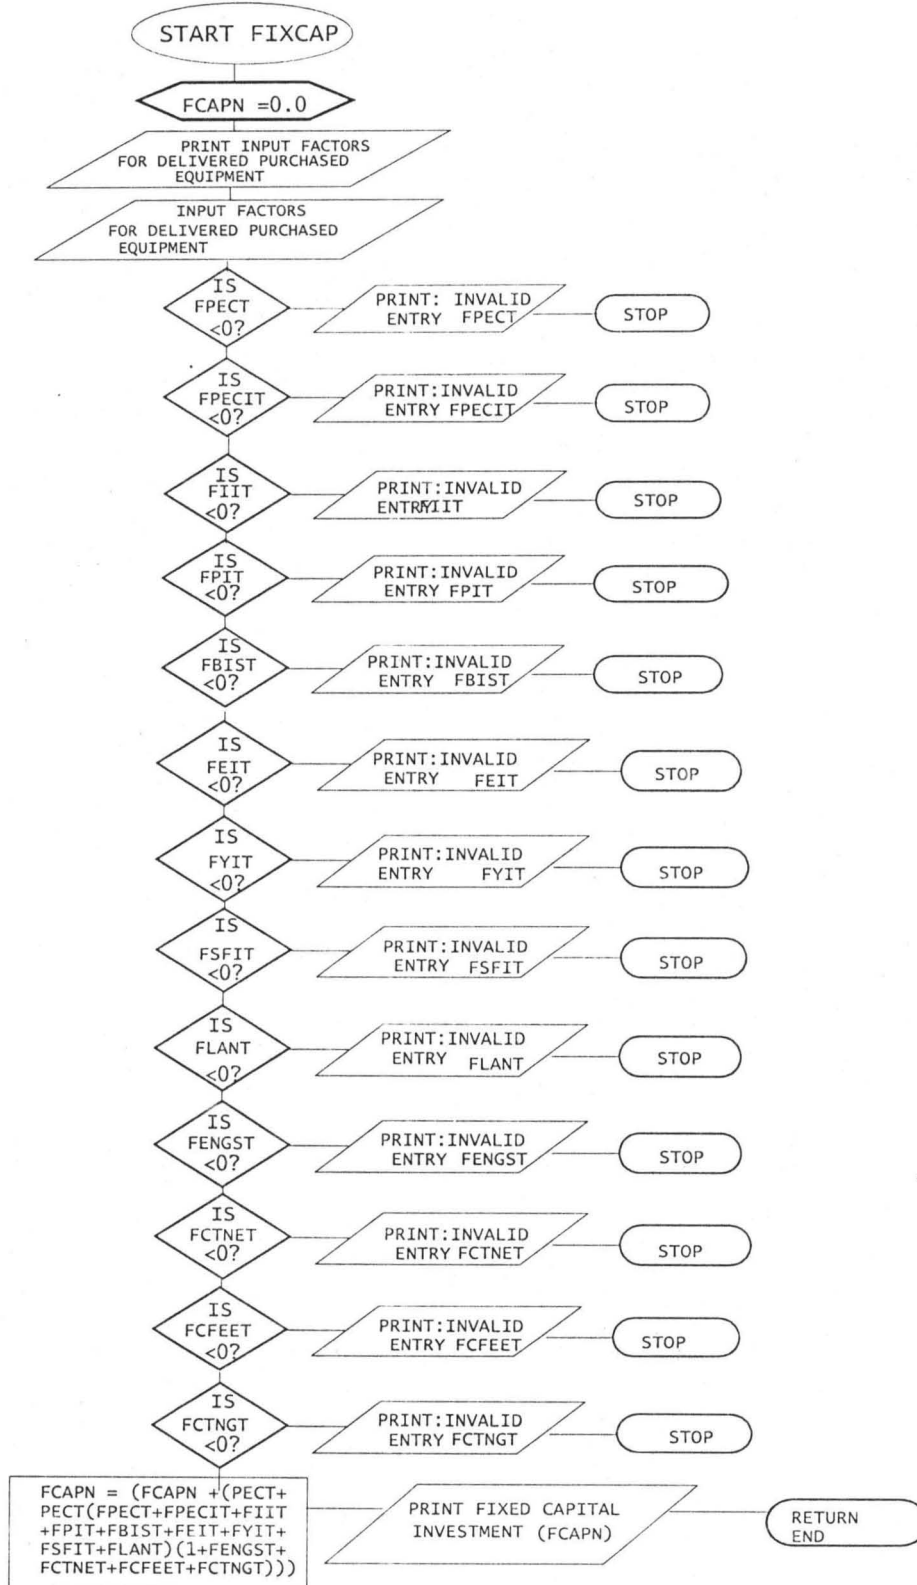 START FIXCAP
FCAPN =0.0
PRINT INPUT FACTORS
FOR DELIVERED PURCHASED
EQUIPMENT
INPUT FACTORS
FOR DELIVERED PURCHASED
EQUIPMENT
IS
FPECT
<0?
PRINT: INVALID
ENTRY FPECT
STOP
IS
FPECIT
<0?
PRINT:INVALID
ENTRY FPECIT
STOP
IS
FIIT
<0?
PRINT:INVALID
ENTRY FIIT
STOP
IS
FPIT
<0?
PRINT:INVALID
ENTRY FPIT
STOP
IS
FBIST
<0?
PRINT:INVALID
ENTRY FBIST
STOP
IS
FEIT
<0?
PRINT:INVALID
ENTRY FEIT
STOP
IS
FYIT
<0?
PRINT:INVALID
ENTRY FYIT
STOP
IS
FSFIT
<0?
PRINT:INVALID
ENTRY FSFIT
STOP
IS
FLANT
<0?
PRINT:INVALID
ENTRY FLANT
STOP
IS
FENGST
<0?
PRINT:INVALID
ENTRY FENGST
STOP
IS
FCTNET
<0?
PRINT:INVALID
ENTRY FCTNET
STOP
IS
FCFEET
<0?
PRINT:INVALID
ENTRY FCFEET
STOP
IS
FCTNGT
<0?
PRINT:INVALID
ENTRY FCTNGT
STOP
FCAPN = (FCAPN +(PECT+
PECT(FPECT+FPECIT+FIIT
+FPIT+FBIST+FEIT+FYIT+
FSFIT+FLANT)(1+FENGST+
FCTNET+FCFEET+FCTNGT)))
PRINT FIXED CAPITAL
INVESTMENT (FCAPN)
RETURN
END